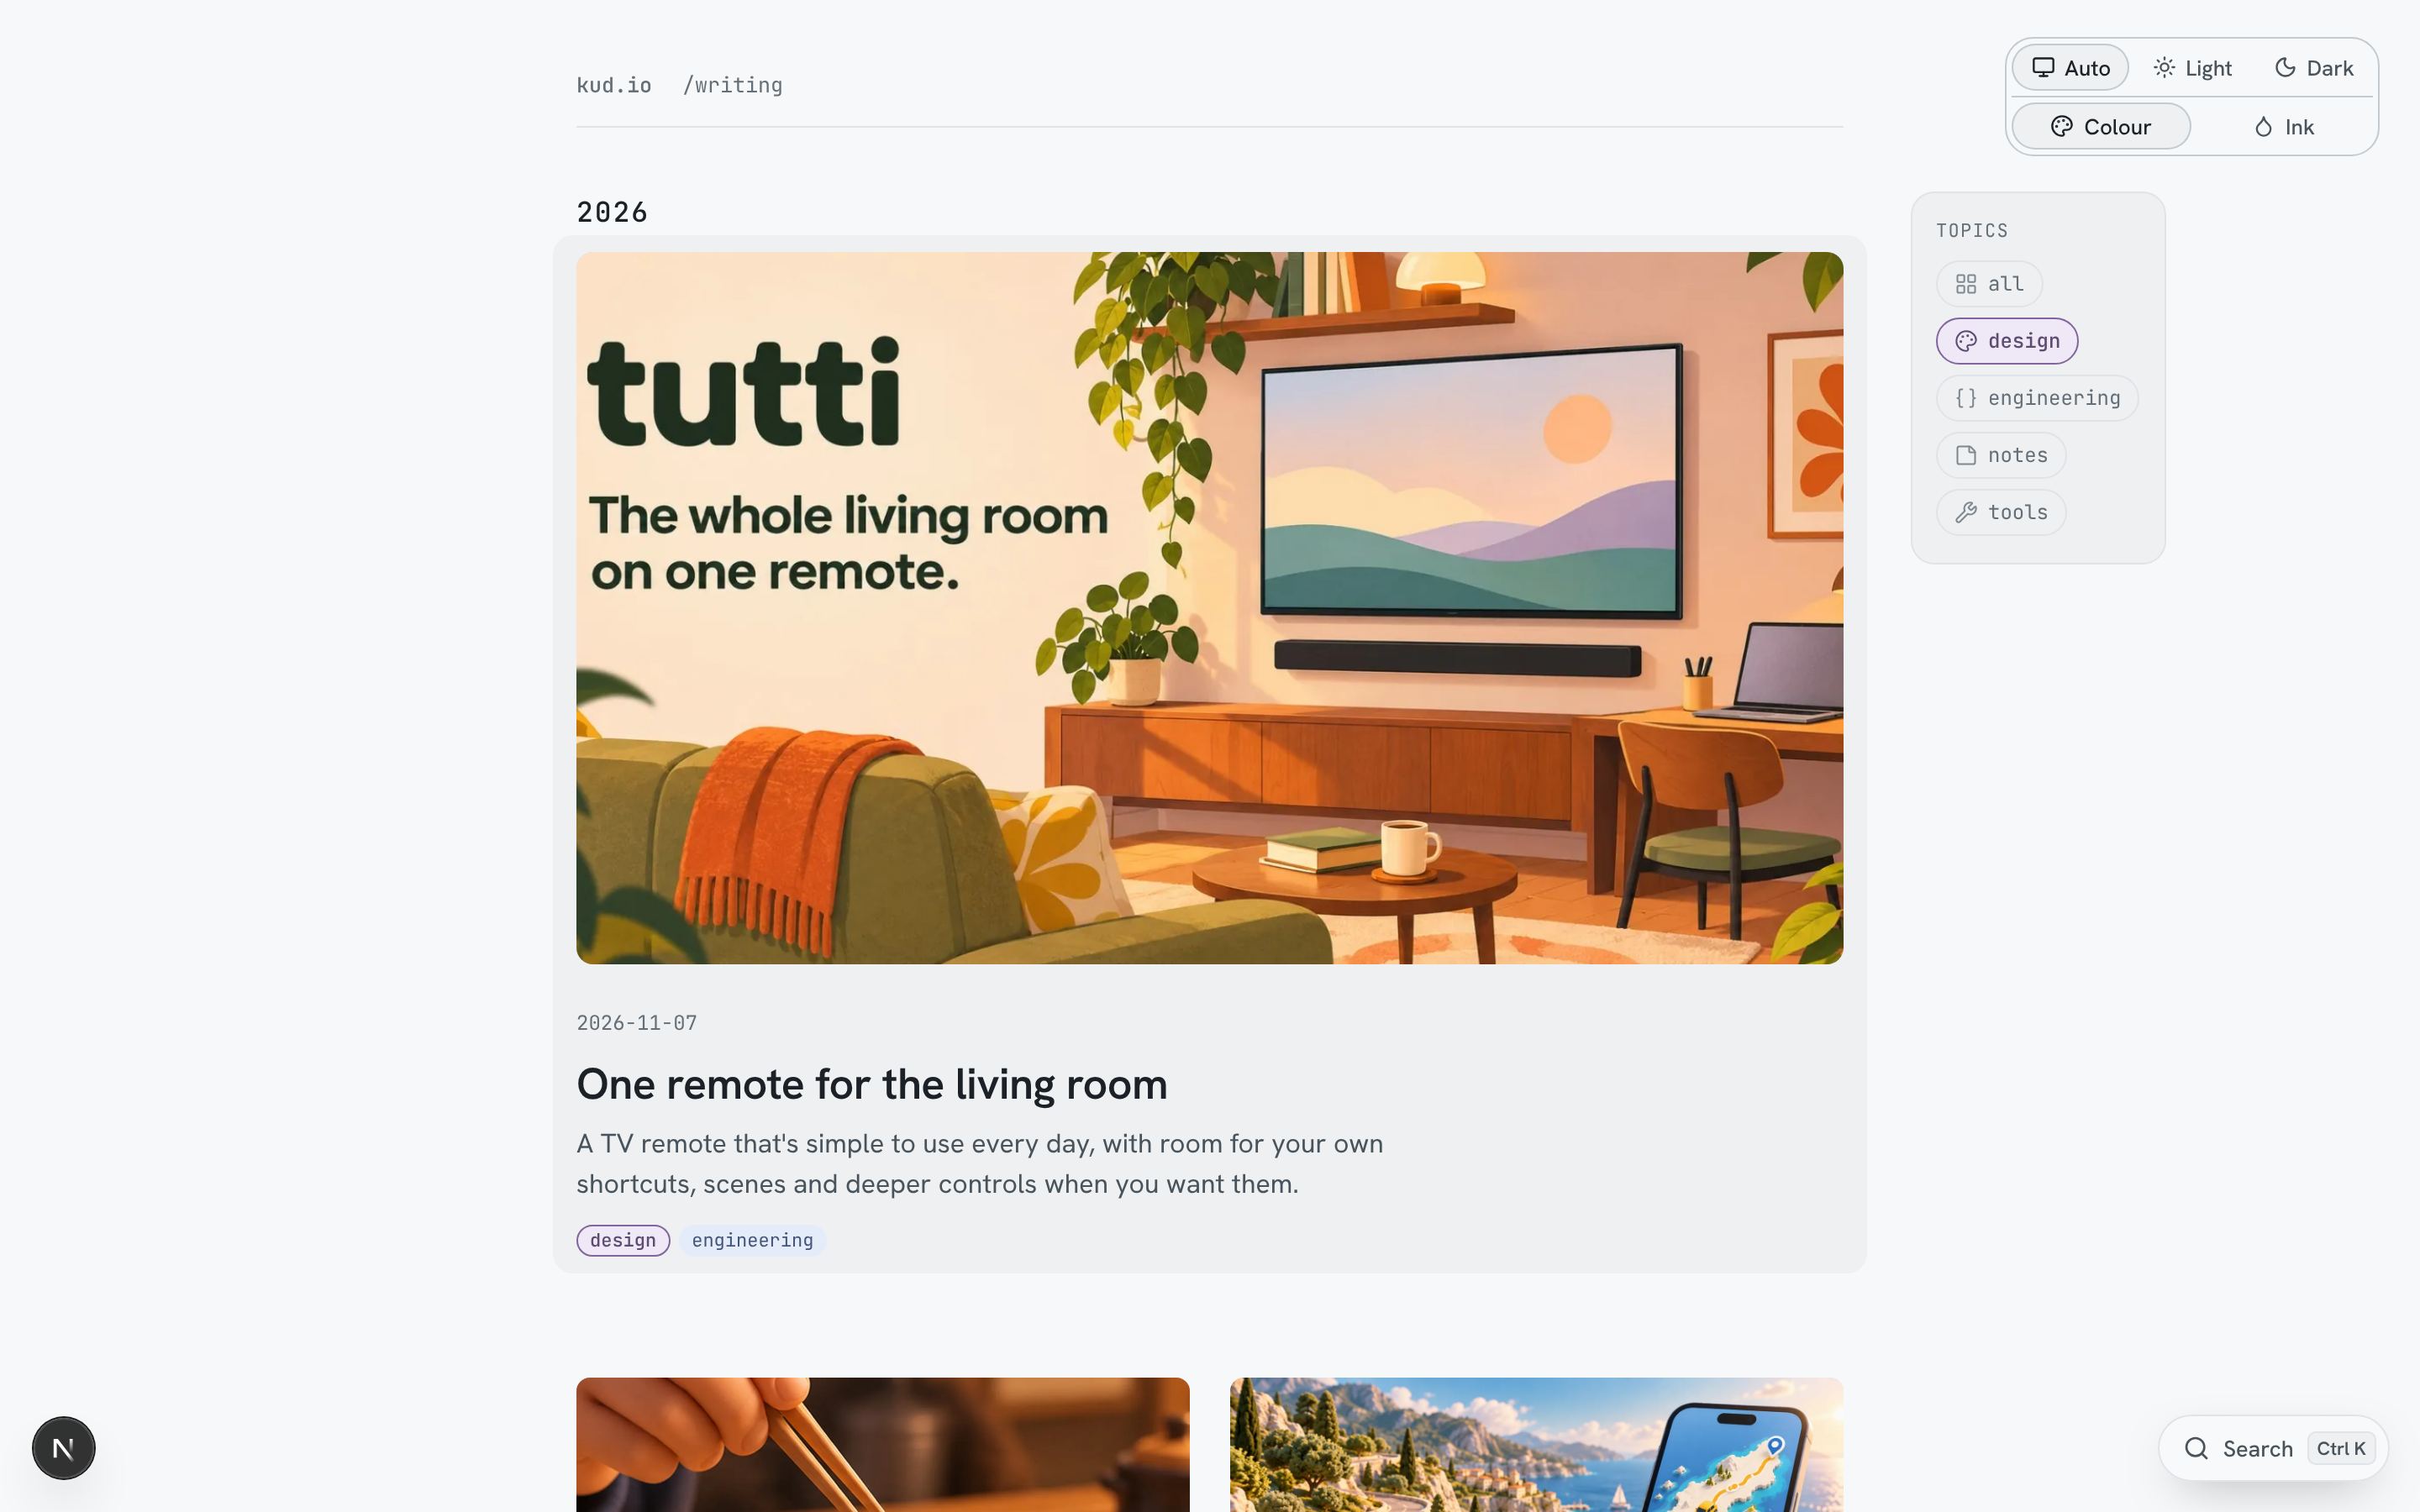 kud.io /writing
Auto Light Dark
Colour Ink
2026
TOPICS
all
design
{} engineering
notes
tools
tutti
The whole living room
on one remote.
2026-11-07
One remote for the living room
A TV remote that's simple to use every day, with room for your own
shortcuts, scenes and deeper controls when you want them.
design engineering
N
Search Ctrl K